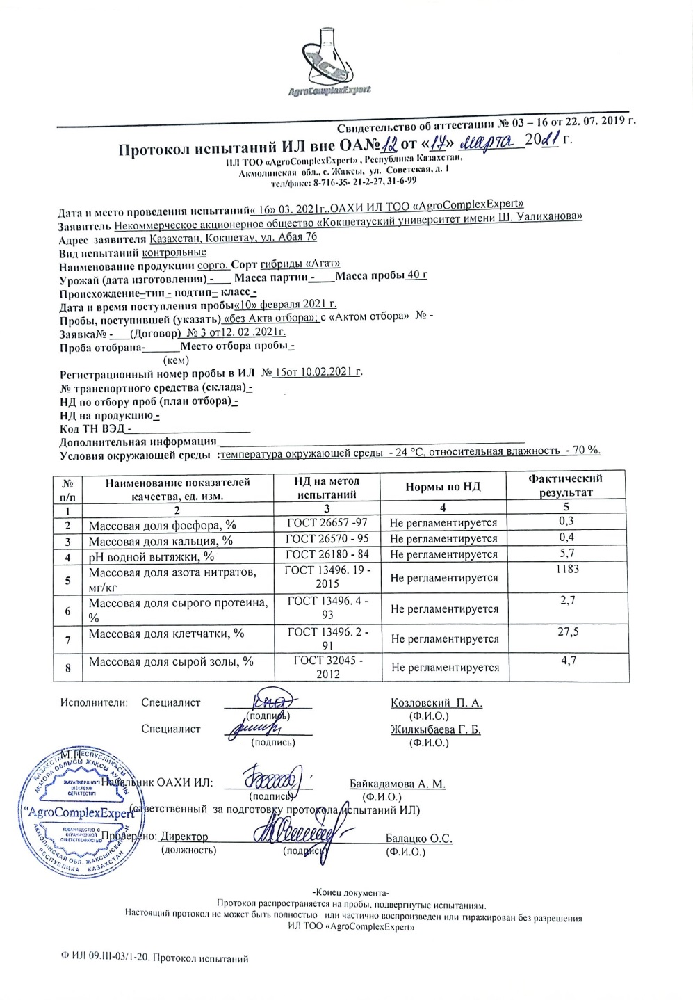 ACE
AgroComplexExport
Свидетельство об аттестации № 03 – 16 от 22. 07. 2019 г.
Протокол испытаний ИЛ вне ОА№ 12 от «17» марта 2021 г.
ИЛ ТОО «AgroComplexExpert» , Республика Казахстан,
Акмолинская обл., с. Жаксы, ул. Советская, д. 1
тел/факс: 8-716-35- 21-2-27, 31-6-99
Дата и место проведения испытаний« 16» 03. 2021г.,ОАХИ ИЛ ТОО «AgroComplexExpert»
Заявитель Некоммерческое акционерное общество «Кокшетауский университет имени Ш. Уалиханова»
Адрес заявителя Казахстан, Кокшетау, ул. Абая 76
Вид испытаний контрольные
Наименование продукции сорго. Сорт гибриды «Агат»
Урожай (дата изготовления) -____ Масса партии -____Масса пробы 40 г
Происхождение–тип - подтип– класс -
Дата и время поступления пробы«10» февраля 2021 г.
Пробы, поступившей (указать) «без Акта отбора»; с «Актом отбора» № -
Заявка№ -___(Договор) № 3 от12. 02 .2021г.
Проба отобрана-______Место отбора пробы -
(кем)
Регистрационный номер пробы в ИЛ № 15от 10.02.2021 г.
№ транспортного средства (склада) -
НД по отбору проб (план отбора) -
НД на продукцию -
Код ТН ВЭД -
Дополнительная информация
Условия окружающей среды :температура окружающей среды - 24 °С, относительная влажность - 70 %.
№ п/п Наименование показателей качества, ед. изм. НД на метод испытаний Нормы по НД Фактический результат
1 2 3 4 5
2 Массовая доля фосфора, % ГОСТ 26657 -97 Не регламентируется 0,3
3 Массовая доля кальция, % ГОСТ 26570 - 95 Не регламентируется 0,4
4 pH водной вытяжки, % ГОСТ 26180 - 84 Не регламентируется 5,7
5 Массовая доля азота нитратов, мг/кг ГОСТ 13496. 19 - 2015 Не регламентируется 1183
6 Массовая доля сырого протеина, % ГОСТ 13496. 4 - 93 Не регламентируется 2,7
7 Массовая доля клетчатки, % ГОСТ 13496. 2 - 91 Не регламентируется 27,5
8 Массовая доля сырой золы, % ГОСТ 32045 - 2012 Не регламентируется 4,7
Исполнители: Специалист Козловский П. А.
(подпись) (Ф.И.О.)
Специалист Жилкыбаева Г. Б.
(подпись) (Ф.И.О.)
М.П
Начальник ОАХИ ИЛ: Байкадамова А. М.
(подпись) (Ф.И.О.)
(ответственный за подготовку протокола испытаний ИЛ)
Проверено: Директор Балацко О.С.
(должность) (подпись) (Ф.И.О.)
АКМОЛА ОБЛЫСЫ ЖАКСЫ АУДАНЫ
ЖАУАПКЕРШІЛІГІ
ШЕКТЕУЛІ
СЕРІКТЕСТІГІ
"AgroComplexExpert"
ТОВАРИЩЕСТВО С
ОГРАНИЧЕННОЙ
ОТВЕТСТВЕННОСТЬЮ
АКМОЛИНСКАЯ ОБЛ. ЖАКСЫНСКИЙ Р-Н
РЕСПУБЛИКА КАЗАХСТАН
-Конец документа-
Протокол распространяется на пробы, подвергнутые испытаниям.
Настоящий протокол не может быть полностью или частично воспроизведен или тиражирован без разрешения
ИЛ ТОО «AgroComplexExpert»
Ф ИЛ 09.III-03/1-20. Протокол испытаний